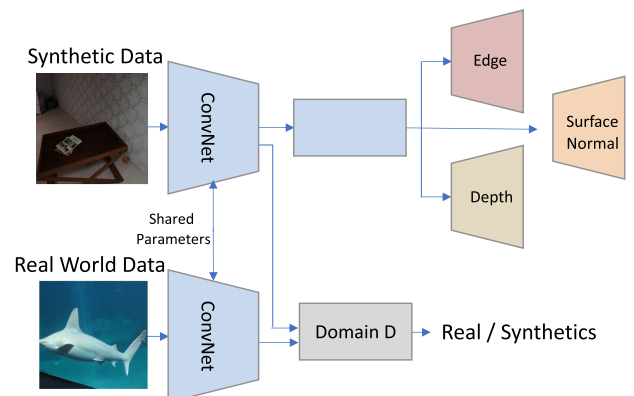 Synthetic Data
ConvNet
Edge
Surface
Normal
Depth
Shared
Parameters
Real World Data
ConvNet
Domain D
Real / Synthetics